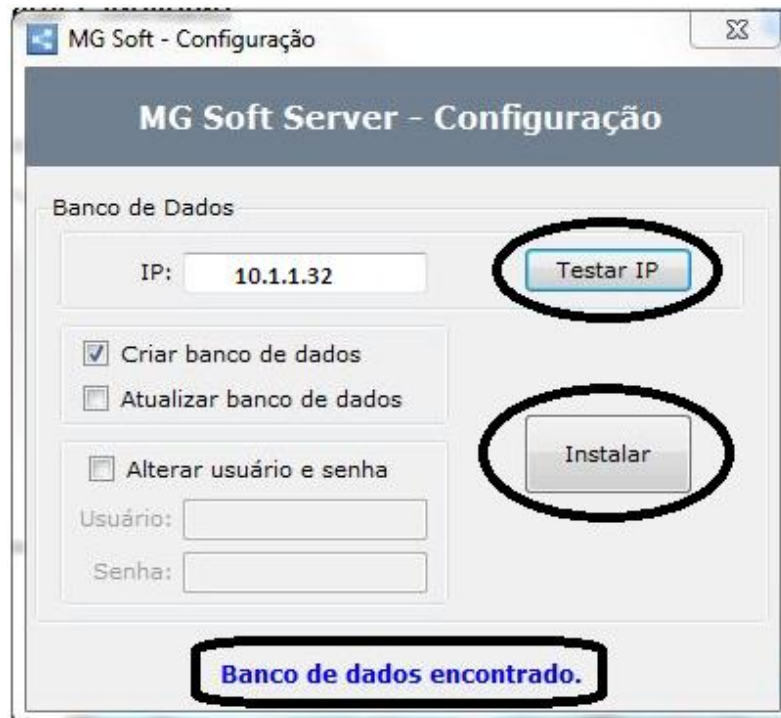 MG Soft - Configuração
MG Soft Server - Configuração
Banco de Dados
IP: 10.1.1.32 Testar IP
Criar banco de dados
Atualizar banco de dados
Instalar
Alterar usuário e senha
Usuário:
Senha:
Banco de dados encontrado.